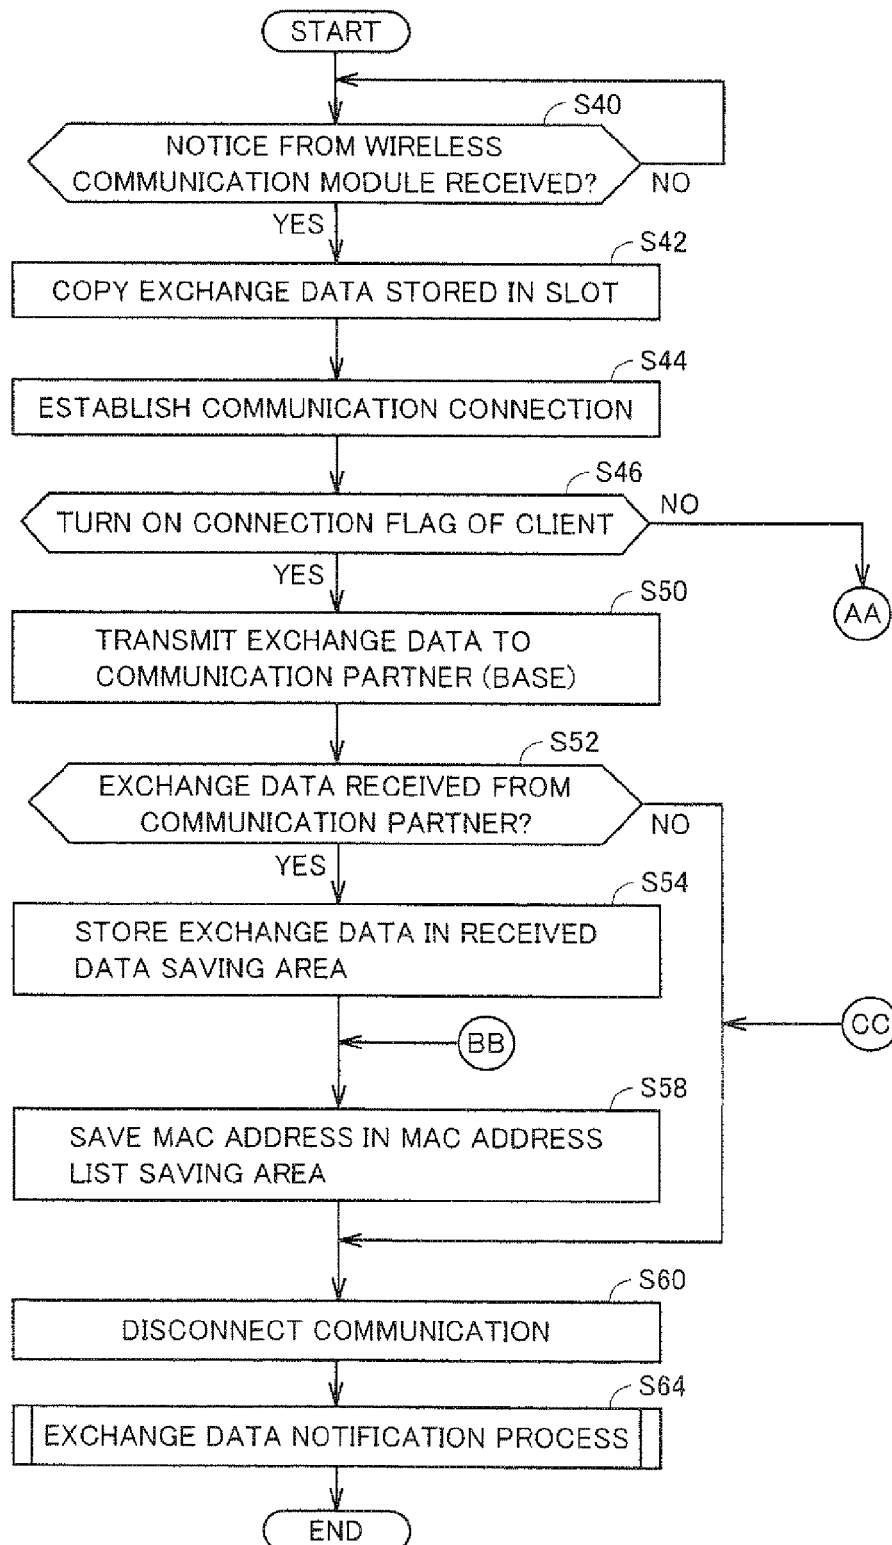 START
S40
NOTICE FROM WIRELESS
COMMUNICATION MODULE RECEIVED?
NO
YES
S42
COPY EXCHANGE DATA STORED IN SLOT
S44
ESTABLISH COMMUNICATION CONNECTION
S46
TURN ON CONNECTION FLAG OF CLIENT
NO
YES
AA
S50
TRANSMIT EXCHANGE DATA TO
COMMUNICATION PARTNER (BASE)
S52
EXCHANGE DATA RECEIVED FROM
COMMUNICATION PARTNER?
NO
YES
S54
STORE EXCHANGE DATA IN RECEIVED
DATA SAVING AREA
CC
BB
S58
SAVE MAC ADDRESS IN MAC ADDRESS
LIST SAVING AREA
S60
DISCONNECT COMMUNICATION
S64
EXCHANGE DATA NOTIFICATION PROCESS
END